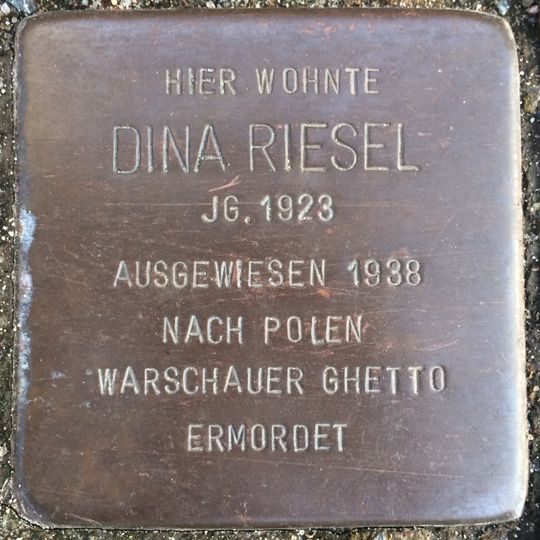 HIER WOHNTE
DINA RIESEL
JG. 1923
AUSGEWIESEN 1938
NACH POLEN
WARSCHAUER GHETTO
ERMORDET